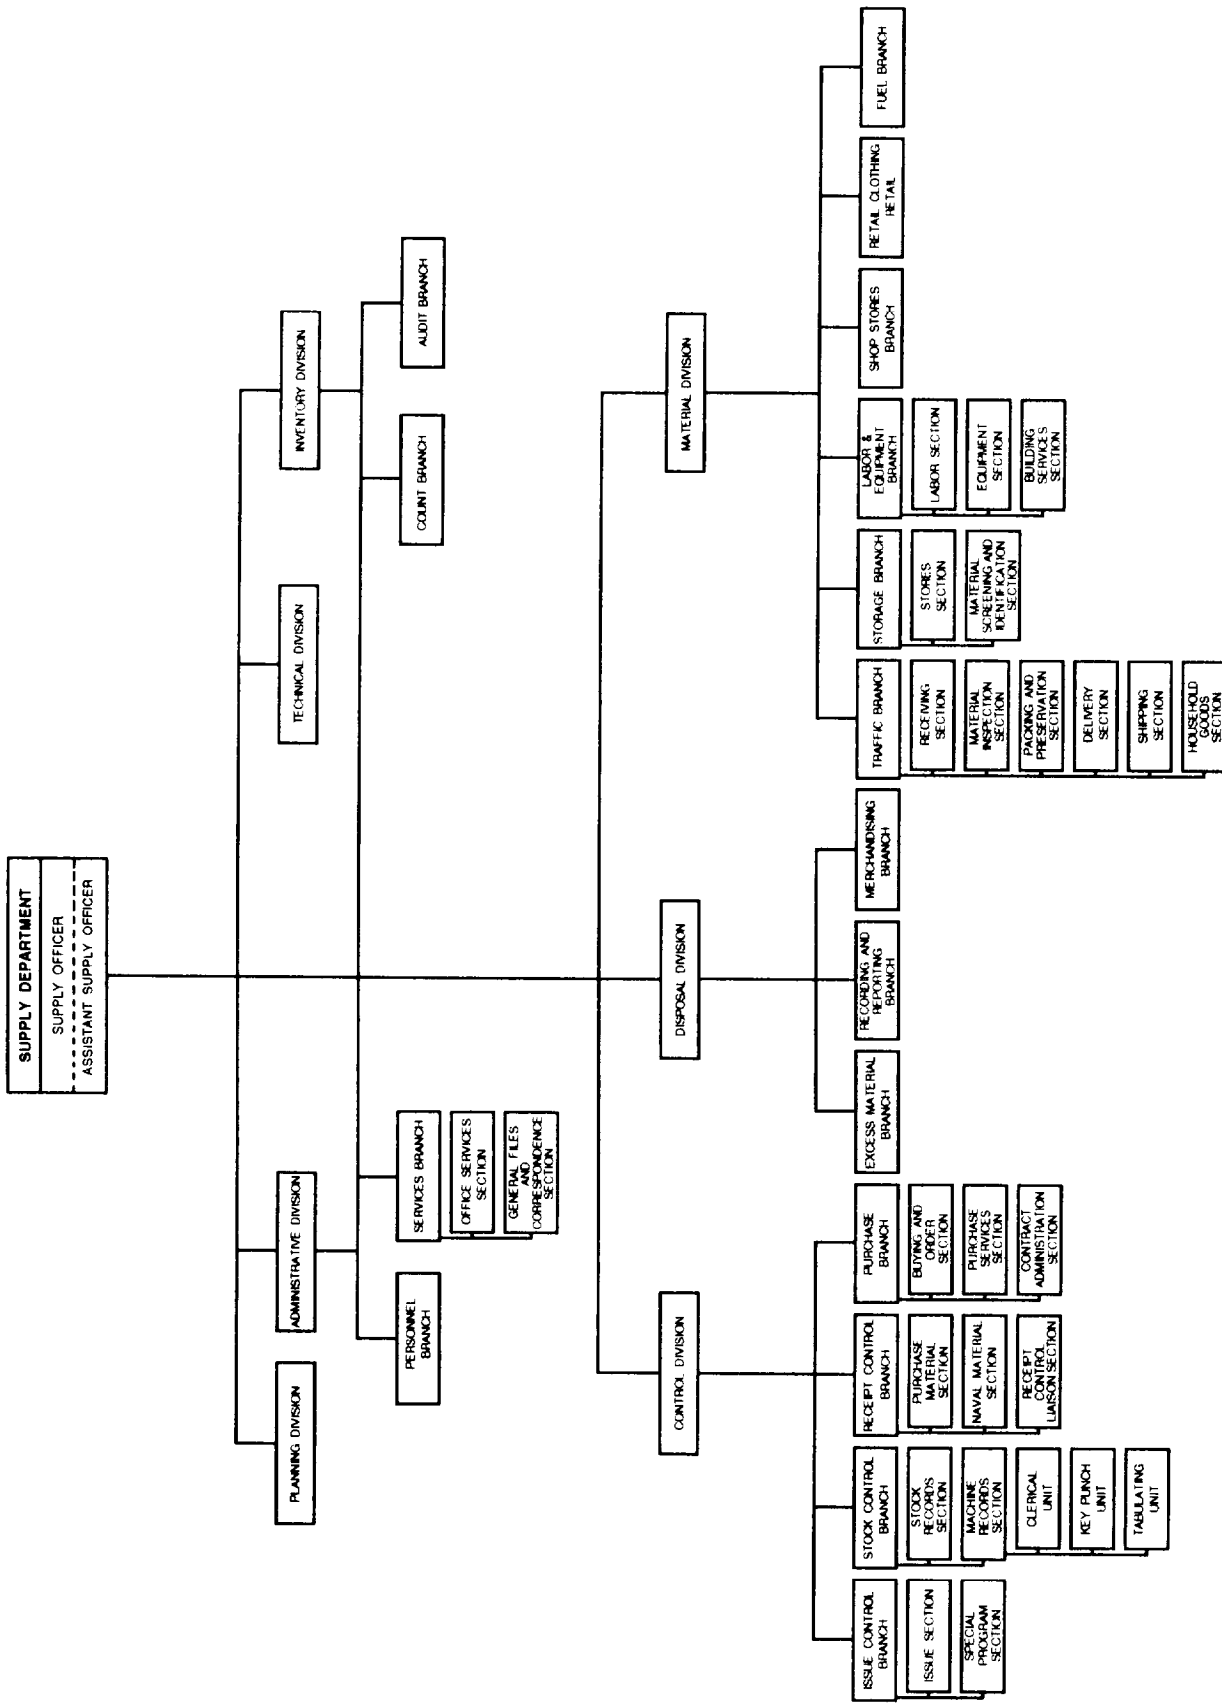 SUPPLY DEPARTMENT
SUPPLY OFFICER
ASSISTANT SUPPLY OFFICER
PLANNING DIVISION
ADMINISTRATIVE DIVISION
TECHNICAL DIVISION
INVENTORY DIVISION
PERSONNEL
BRANCH
SERVICES BRANCH
OFFICE SERVICES
SECTION
GENERAL FILES
AND
CORRESPONDENCE
SECTION
COUNT BRANCH
AUDIT BRANCH
CONTROL DIVISION
DISPOSAL DIVISION
MATERIAL DIVISION
ISSUE CONTROL
BRANCH
ISSUE SECTION
SPECIAL
PROGRAM
SECTION
STOCK CONTROL
BRANCH
STOCK
RECORDS
SECTION
MACHINE
RECORDS
SECTION
CLERICAL
UNIT
KEY PUNCH
UNIT
TABULATING
UNIT
RECEIPT CONTROL
BRANCH
PURCHASE
MATERIAL
SECTION
NAVAL MATERIAL
SECTION
RECEIPT
CONTROL
LIAISON SECTION
PURCHASE
BRANCH
BUYING AND
ORDER
SECTION
PURCHASE
SERVICES
SECTION
CONTRACT
ADMINISTRATION
SECTION
EXCESS MATERIAL
BRANCH
RECORDING AND
REPORTING
BRANCH
MERCHANDISING
BRANCH
TRAFFIC BRANCH
RECEIVING
SECTION
MATERIAL
INSPECTION
SECTION
PACKING AND
PRESERVATION
SECTION
DELIVERY
SECTION
SHIPPING
SECTION
HOUSEHOLD
GOODS
SECTION
STORAGE BRANCH
STORES
SECTION
MATERIAL
SCREENING AND
IDENTIFICATION
SECTION
LABOR &
EQUIPMENT
BRANCH
LABOR SECTION
EQUIPMENT
SECTION
BUILDING
SERVICES
SECTION
SHOP STORES
BRANCH
RETAIL CLOTHING
RETAIL
FUEL BRANCH